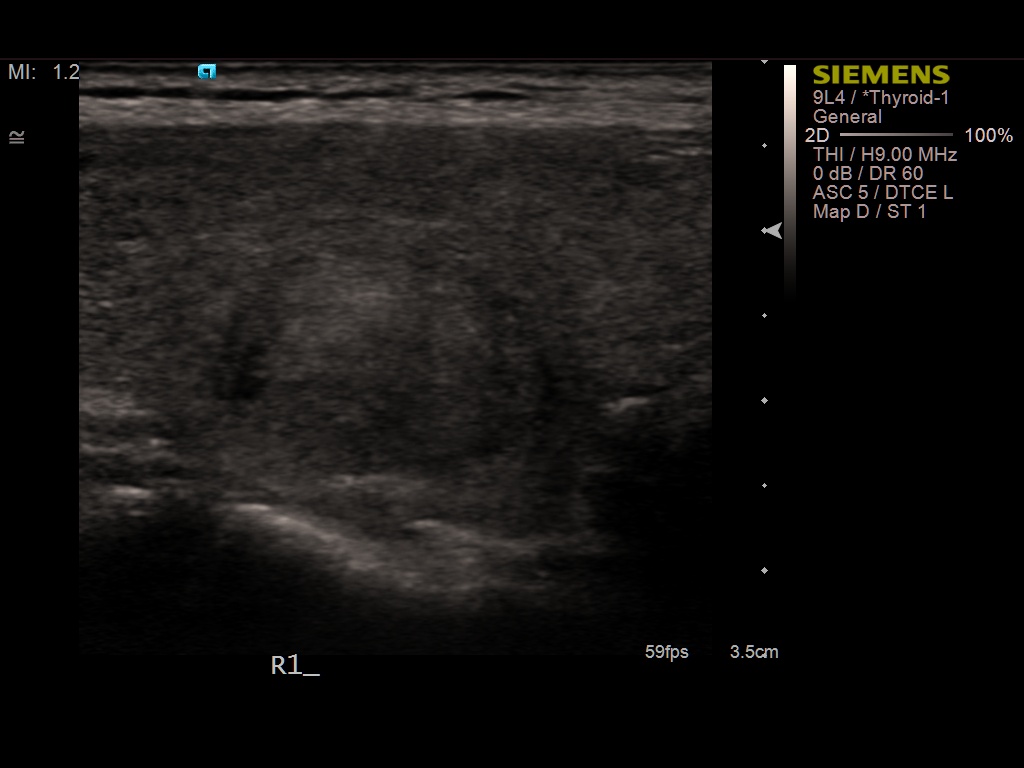 MI: 1.2
SIEMENS
9L4 / *Thyroid-1
General
2D 100%
THI / H9.00 MHz
0 dB / DR 60
ASC 5 / DTCE L
Map D / ST 1
59fps 3.5cm
R1_